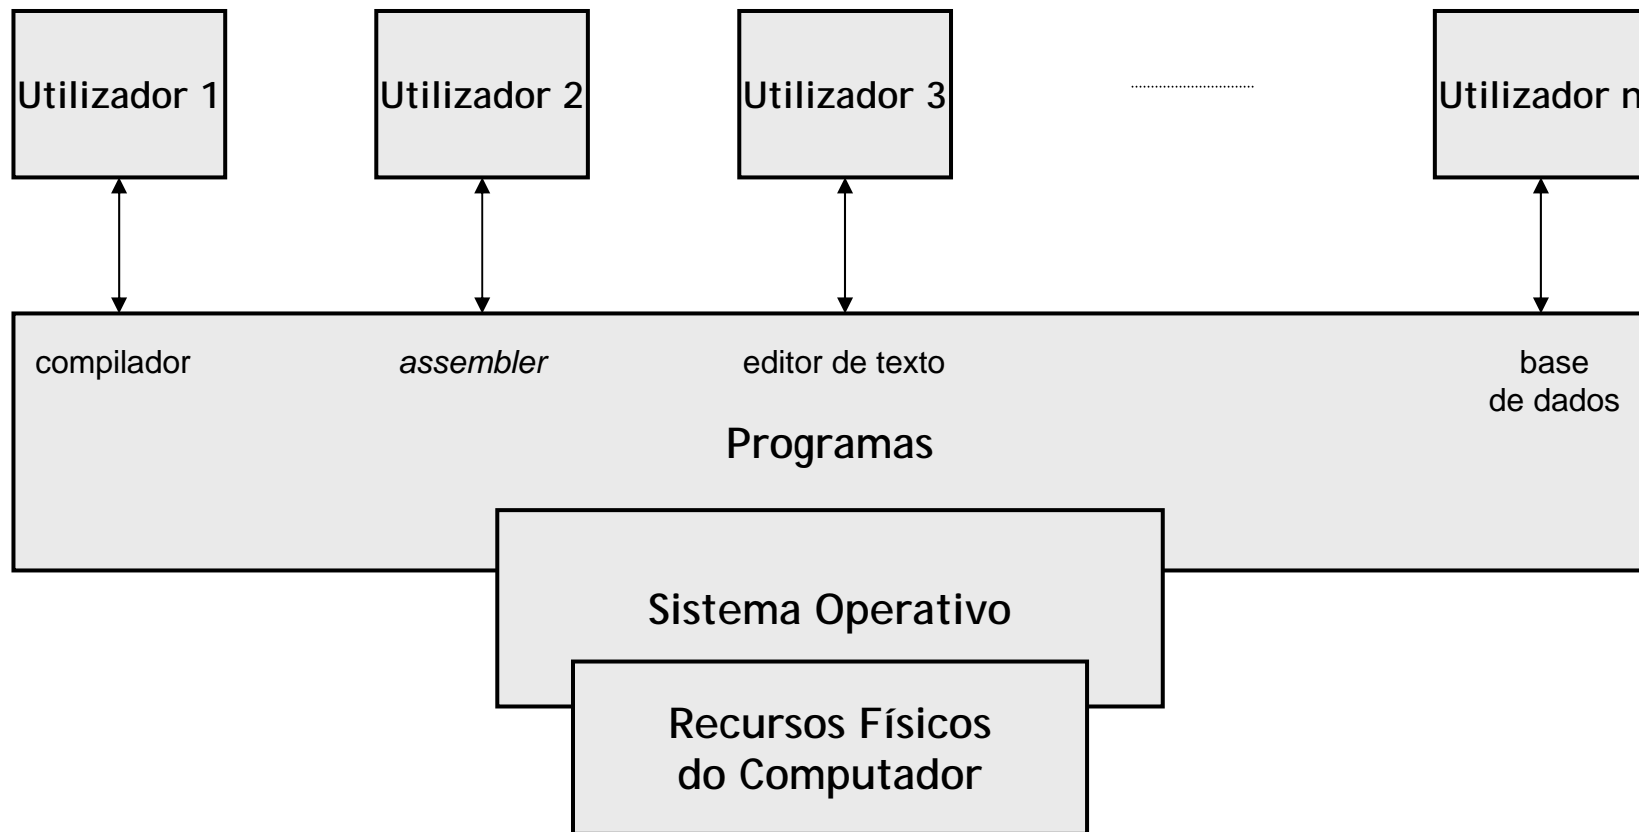 Utilizador 1
Utilizador 2
Utilizador 3
Utilizador n
compilador
assembler
editor de texto
base
de dados
Programas
Sistema Operativo
Recursos Físicos
do Computador